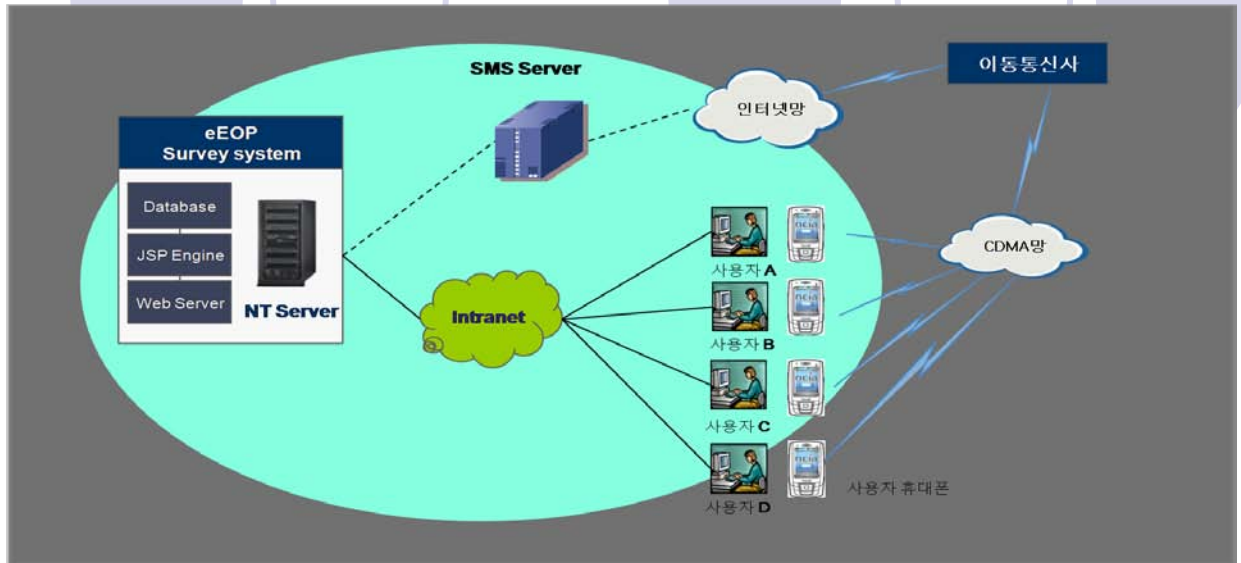 SMS Server
이동통신사
인터넷망
eEOP
Survey system
Database
JSP Engine
Web Server
NT Server
Intranet
CDMA망
사용자 A
사용자 B
사용자 C
사용자 D
사용자 휴대폰